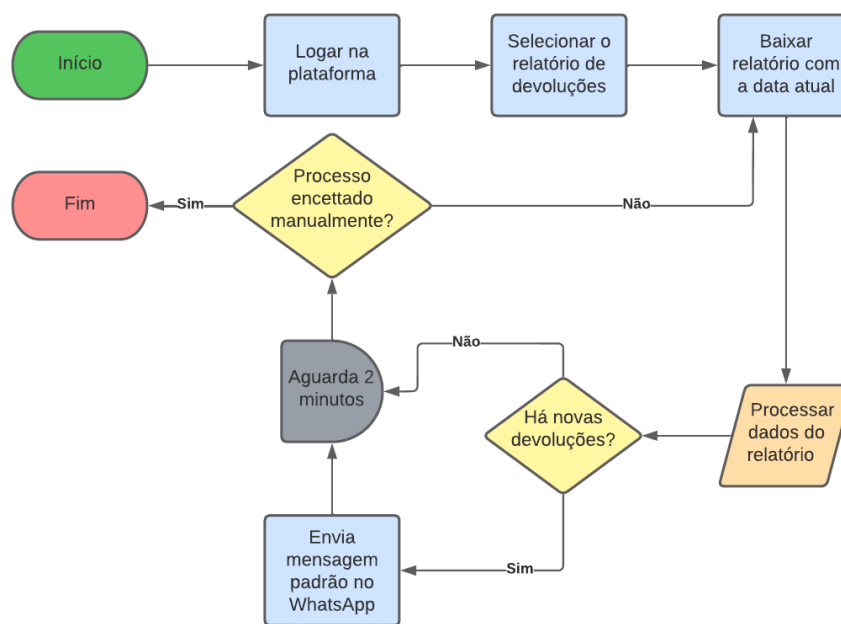 Início
Logar na
plataforma
Selecionar o
relatório de
devoluções
Baixar
relatório com
a data atual
Fim
Sim
Processo
encettado
manualmente?
Não
Aguarda 2
minutos
Não
Há novas
devoluções?
Processar
dados do
relatório
Envia
mensagem
padrão no
WhatsApp
Sim